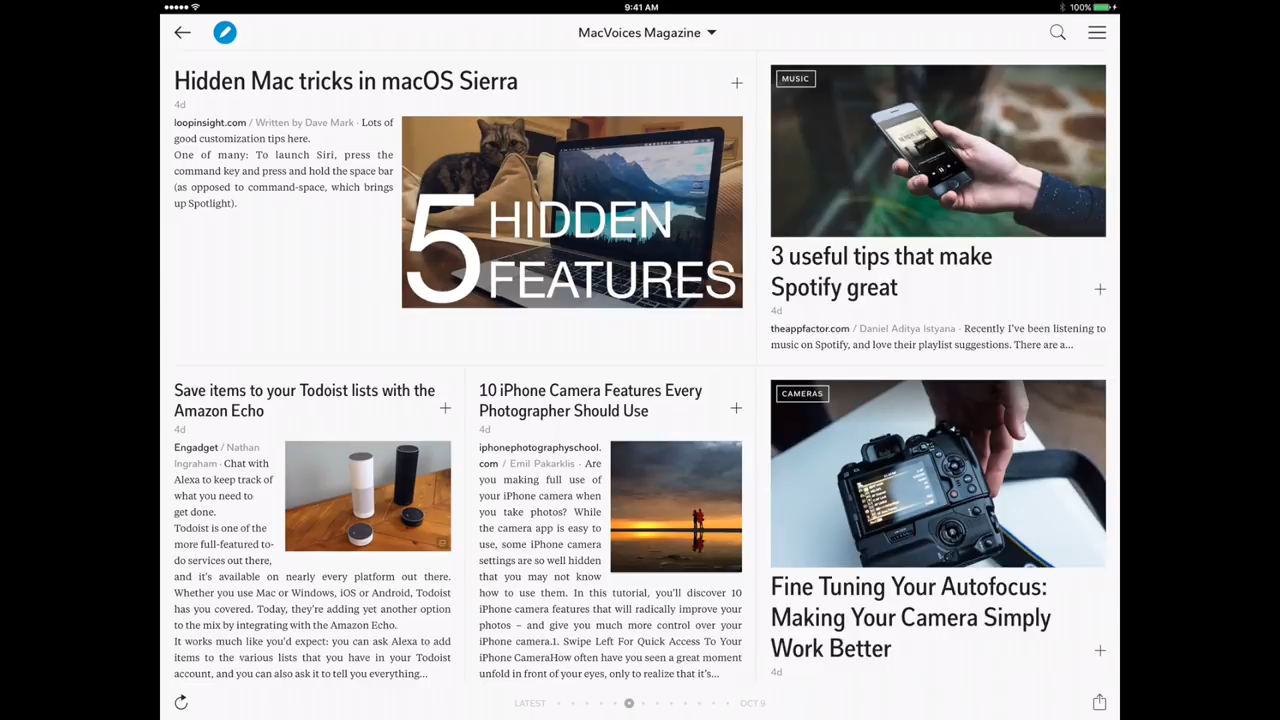 9:41 AM
100%
MacVoices Magazine
Hidden Mac tricks in macOS Sierra
4d
loopinsight.com / Written by Dave Mark · Lots of
good customization tips here.
One of many: To launch Siri, press the
command key and press and hold the space bar
(as opposed to command-space, which brings
up Spotlight).
5 HIDDEN
FEATURES
MUSIC
3 useful tips that make
Spotify great
4d
theappfactor.com / Daniel Aditya Istyana · Recently I've been listening to
music on Spotify, and love their playlist suggestions. There are a...
Save items to your Todoist lists with the
Amazon Echo
4d
Engadget / Nathan
Ingraham · Chat with
Alexa to keep track of
what you need to
get done.
Todoist is one of the
more full-featured to-
do services out there,
and it's available on nearly every platform out there.
Whether you use Mac or Windows, iOS or Android, Todoist
has you covered. Today, they're adding yet another option
to the mix by integrating with the Amazon Echo.
It works much like you'd expect: you can ask Alexa to add
items to the various lists that you have in your Todoist
account, and you can also ask it to tell you everything...
10 iPhone Camera Features Every
Photographer Should Use
4d
iphonephotographyschool.
com / Emil Pakarklis · Are
you making full use of
your iPhone camera when
you take photos? While
the camera app is easy to
use, some iPhone camera
settings are so well hidden
that you may not know
how to use them. In this tutorial, you'll discover 10
iPhone camera features that will radically improve your
photos – and give you much more control over your
iPhone camera.1. Swipe Left For Quick Access To Your
iPhone CameraHow often have you seen a great moment
unfold in front of your eyes, only to realize that it's...
CAMERAS
Fine Tuning Your Autofocus:
Making Your Camera Simply
Work Better
4d
LATEST
OCT 9